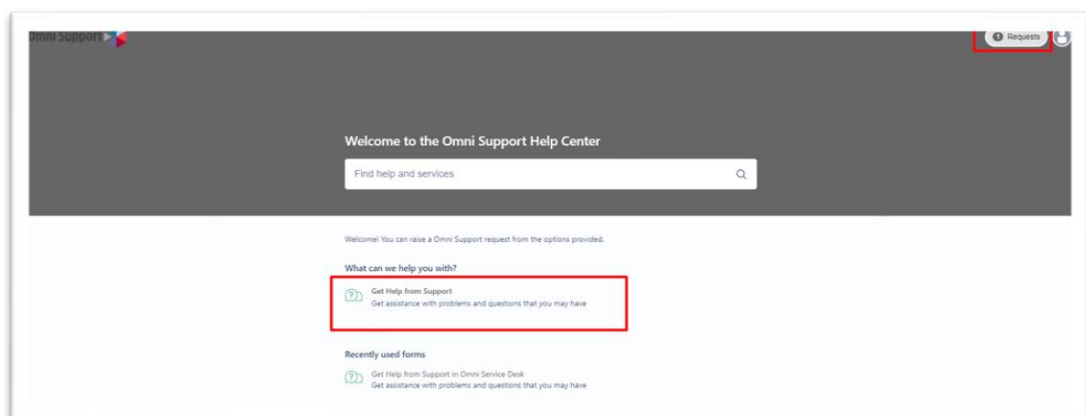 Omni Support
1 Requests
Welcome to the Omni Support Help Center
Find help and services
Welcome! You can raise a Omni Support request from the options provided.
What can we help you with?
Get Help from Support
Get assistance with problems and questions that you may have
Recently used forms
Get Help from Support in Omni Service Desk
Get assistance with problems and questions that you may have